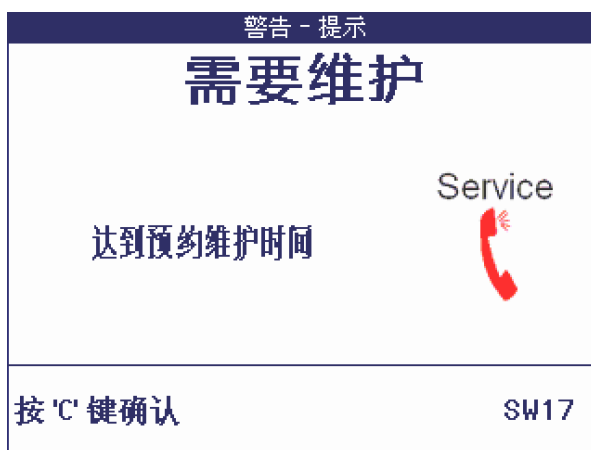 警告 - 提示
需要维护
Service
达到预约维护时间
按 'C' 键确认
SW17